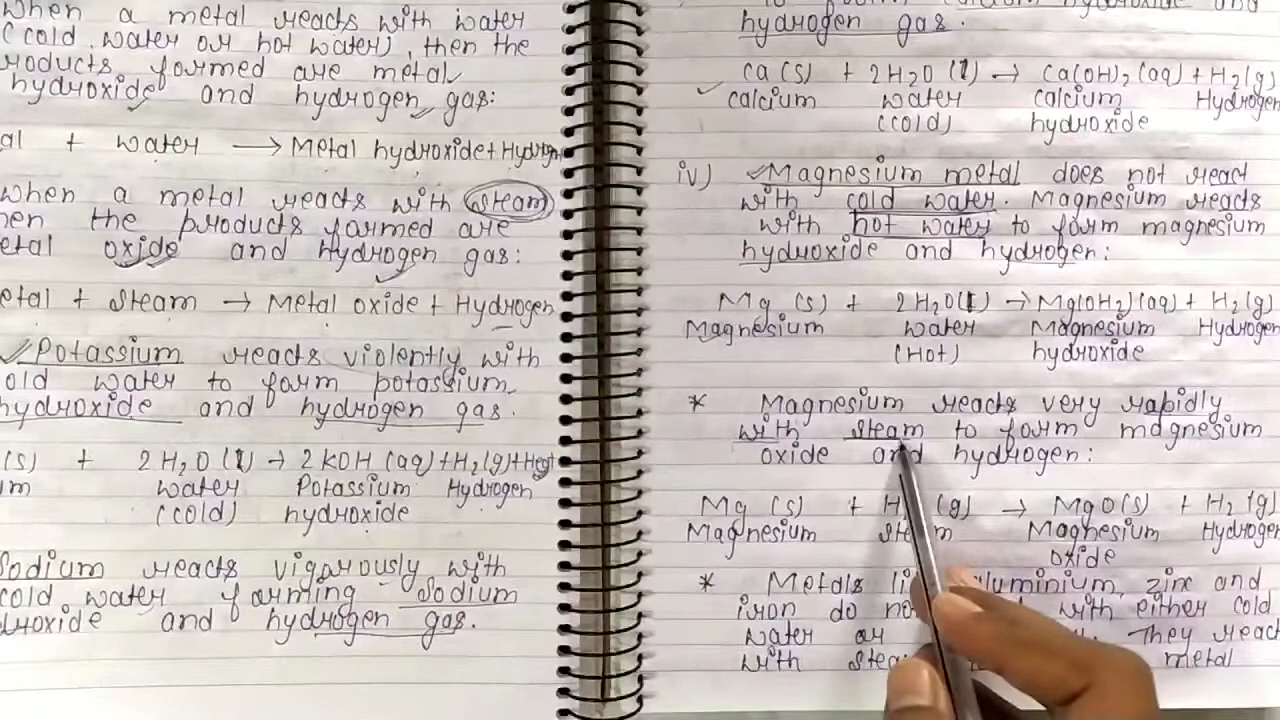 When a metal reacts with water
(cold water or hot water), then the
roducts formed are metal
hydroxide and hydrogen gas:
al + water → Metal hydroxide + Hydrogn
When a metal reacts with steam
hen the products formed are
etal oxide and hydrogen gas:
etal + Steam → Metal oxide + Hydrogen
Potassium reacts violently with
old water to form potassium
hydroxide and hydrogen gas.
(s) + 2H2O (l) → 2KOH (aq) + H2(g) + Heat
um water Potassium Hydrogen
(cold) hydroxide
Sodium reacts vigarously with
cold water farming Sodium
droxide and hydrogen gas.
hydroxide and
hydrogen gas.
Ca(s) + 2H2O (l) → Ca(OH)2 (aq) + H2(g)
calcium water calcium Hydrogen
(cold) hydroxide
iv) Magnesium metal does not react
with cold water. Magnesium reacts
with hot water to form magnesium
hydroxide and hydrogen:
Mg (s) + 2H2O(l) → Mg(OH2)(aq) + H2(g)
Magnesium water Magnesium Hydrogen
(Hot) hydroxide
* Magnesium reacts very rapidly
with steam to form magnesium
oxide and hydrogen:
Mg (s) + H (g) → MgO(s) + H2 (g)
Magnesium Magnesium Hydrogen
oxide
* Metals aluminium, zinc and
iron do with either cold
water or They react
with metal